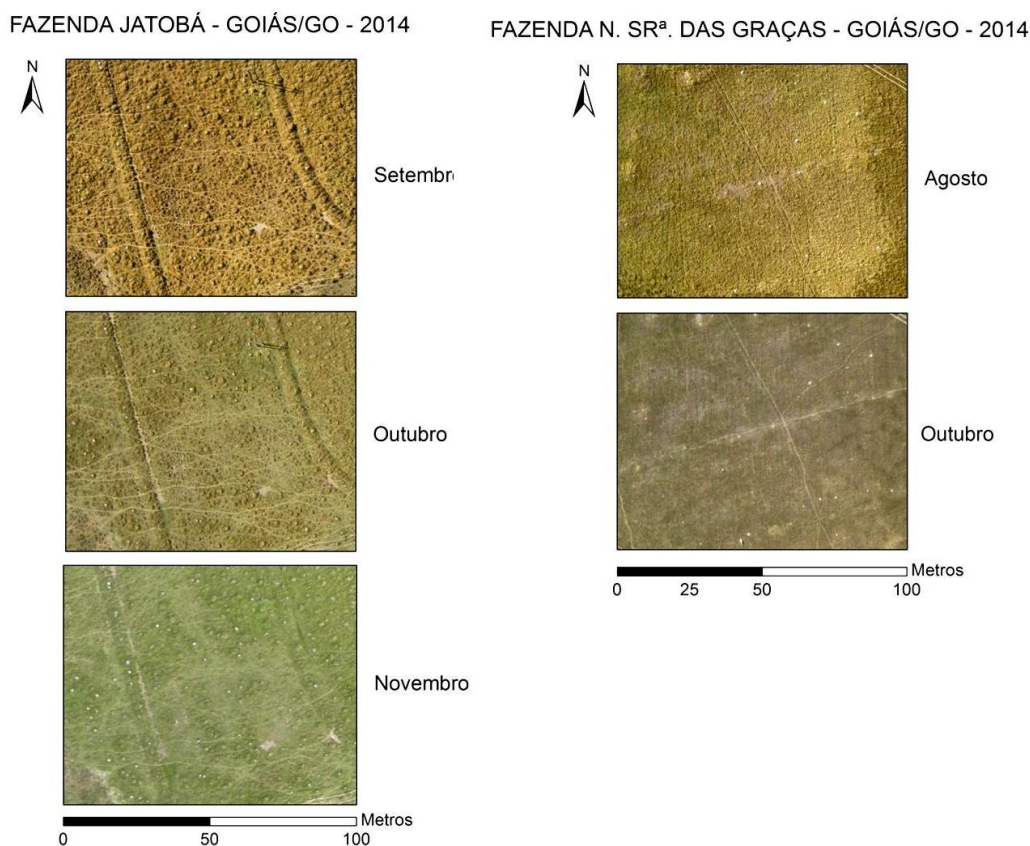 FAZENDA JATOBÁ - GOIÁS/GO - 2014
N
Setembr
Outubro
Novembro
Metros
0 50 100
FAZENDA N. SRª. DAS GRAÇAS - GOIÁS/GO - 2014
N
Agosto
Outubro
Metros
0 25 50 100